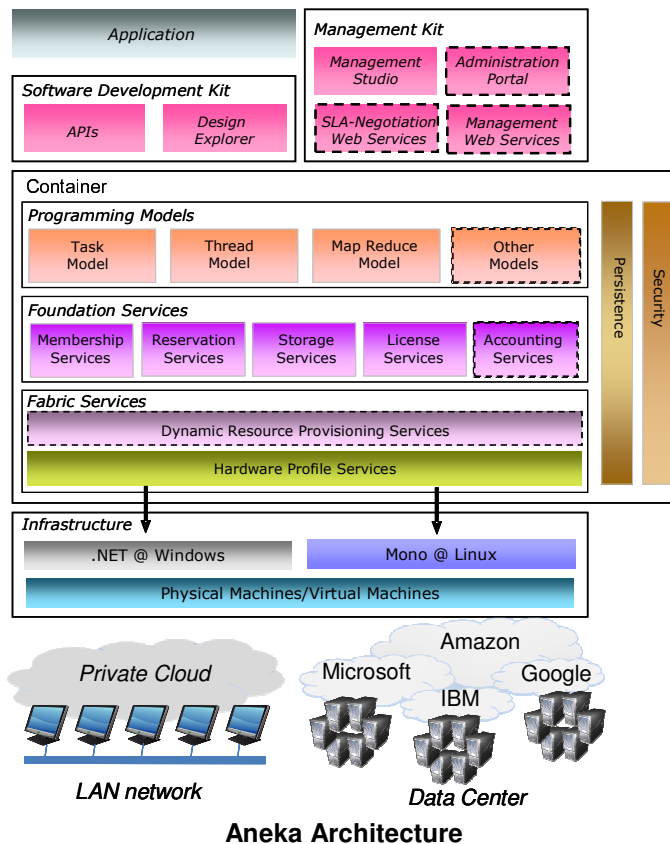 Application
Management Kit
Management
Studio
Administration
Portal
SLA-Negotiation
Web Services
Management
Web Services
Software Development Kit
APIs
Design
Explorer
Container
Programming Models
Task
Model
Thread
Model
Map Reduce
Model
Other
Models
Foundation Services
Membership
Services
Reservation
Services
Storage
Services
License
Services
Accounting
Services
Fabric Services
Dynamic Resource Provisioning Services
Hardware Profile Services
Persistence
Security
Infrastructure
.NET @ Windows
Mono @ Linux
Physical Machines/Virtual Machines
Private Cloud
LAN network
Amazon
Microsoft
Google
IBM
Data Center
Aneka Architecture